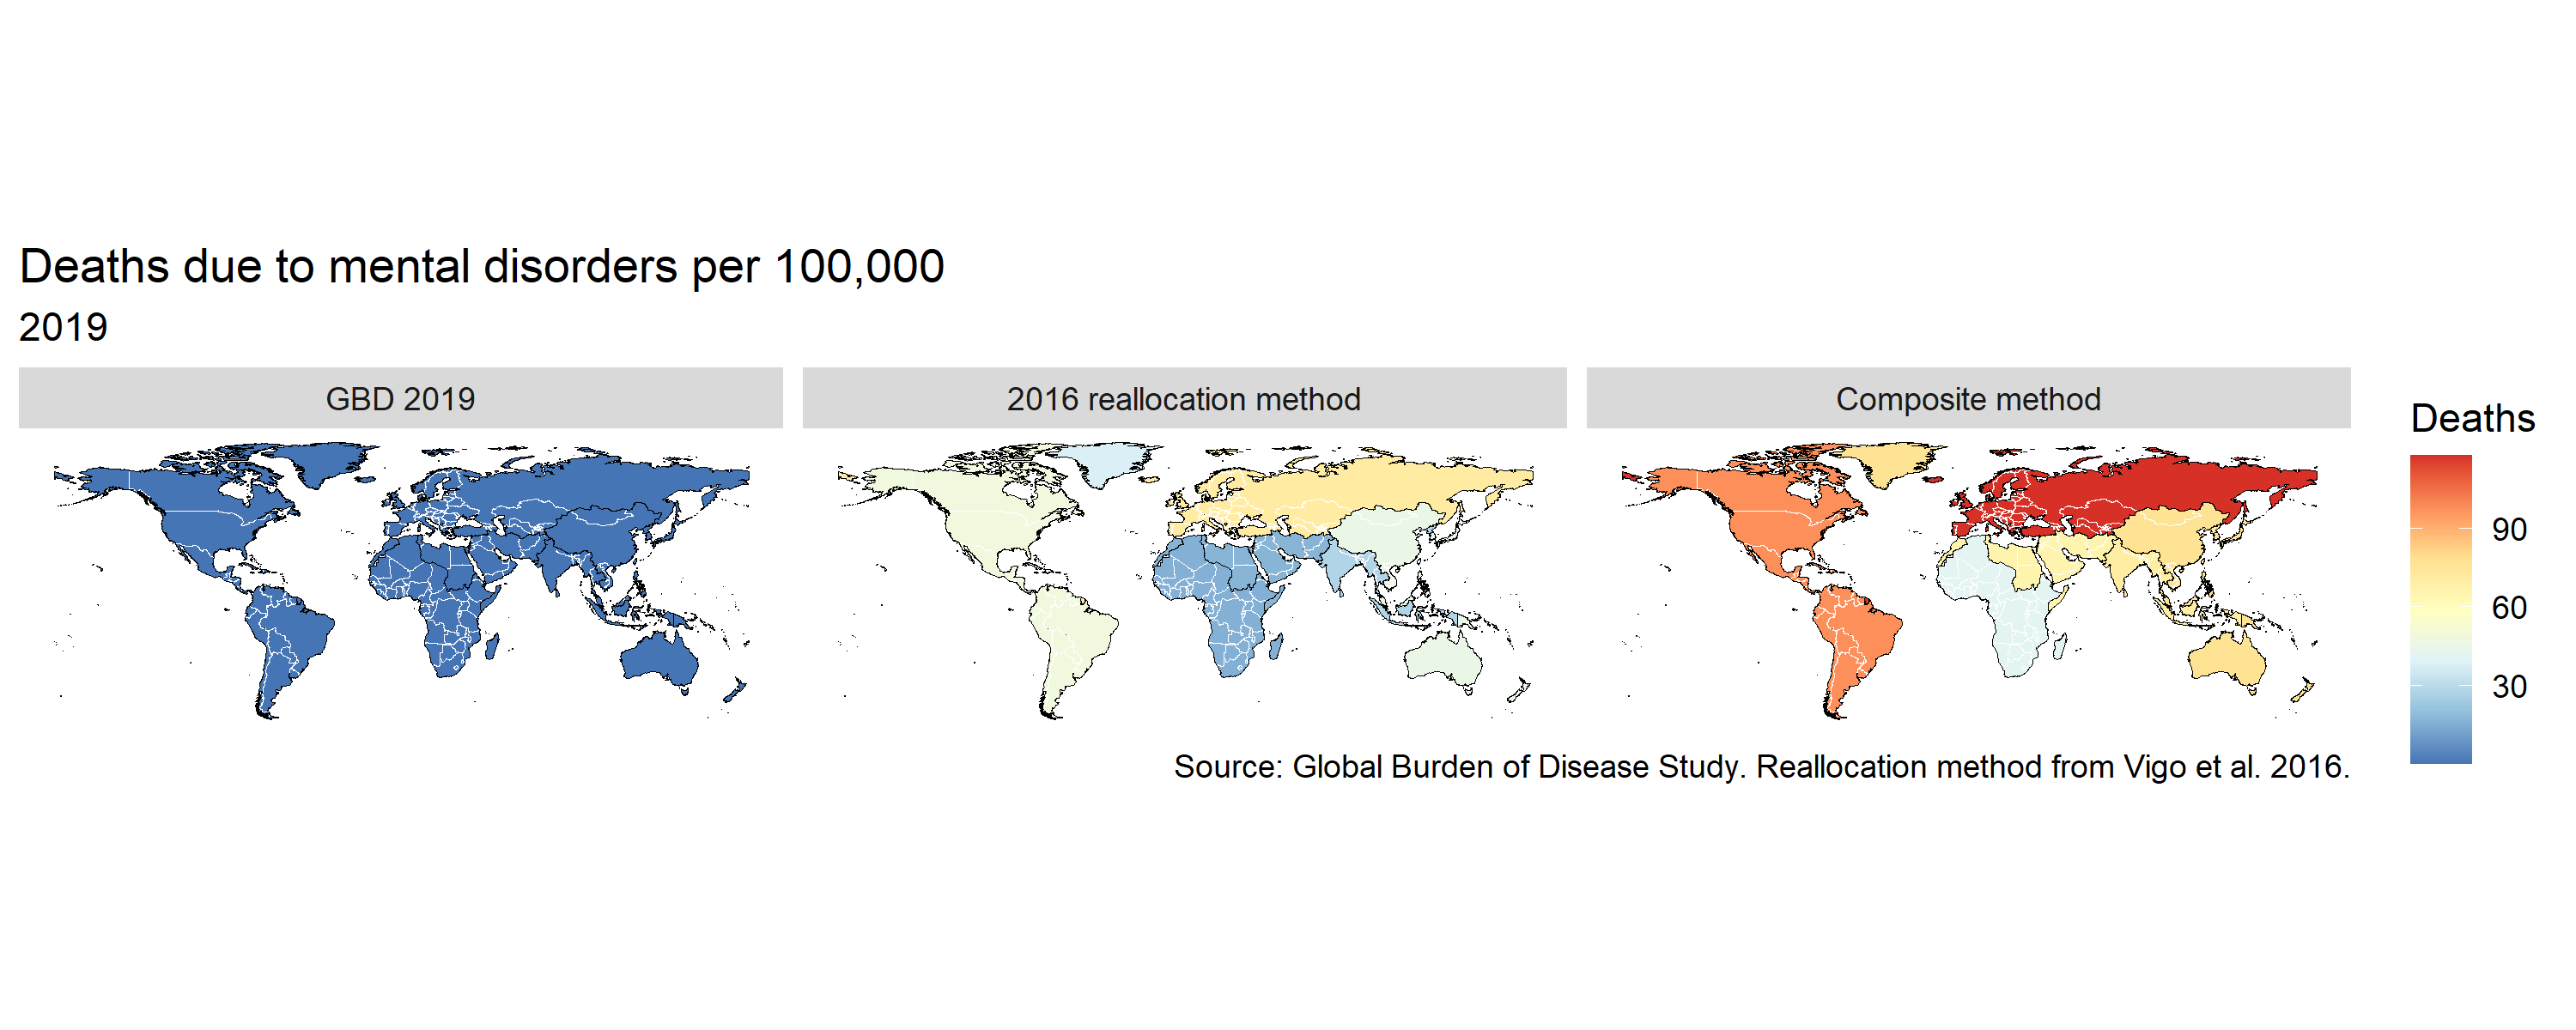 Deaths due to mental disorders per 100,000
2019
GBD 2019
2016 reallocation method
Composite method
Deaths
90
60
30
Source: Global Burden of Disease Study. Reallocation method from Vigo et al. 2016.